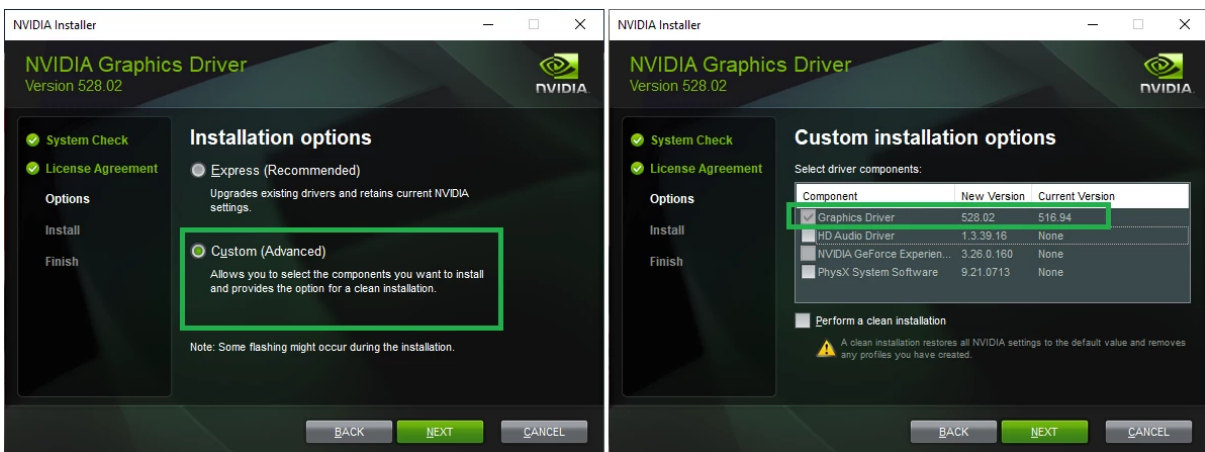 NVIDIA Installer
NVIDIA Graphics Driver
Version 528.02
NVIDIA.
System Check
License Agreement
Options
Install
Finish
Installation options
Express (Recommended)
Upgrades existing drivers and retains current NVIDIA
settings.
Custom (Advanced)
Allows you to select the components you want to install
and provides the option for a clean installation.
Note: Some flashing might occur during the installation.
BACK NEXT CANCEL
NVIDIA Installer
NVIDIA Graphics Driver
Version 528.02
NVIDIA.
System Check
License Agreement
Options
Install
Finish
Custom installation options
Select driver components:
Component New Version Current Version
Graphics Driver 528.02 516.94
HD Audio Driver 1.3.39.16 None
NVIDIA GeForce Experien... 3.26.0.160 None
PhysX System Software 9.21.0713 None
Perform a clean installation
A clean installation restores all NVIDIA settings to the default value and removes
any profiles you have created.
BACK NEXT CANCEL